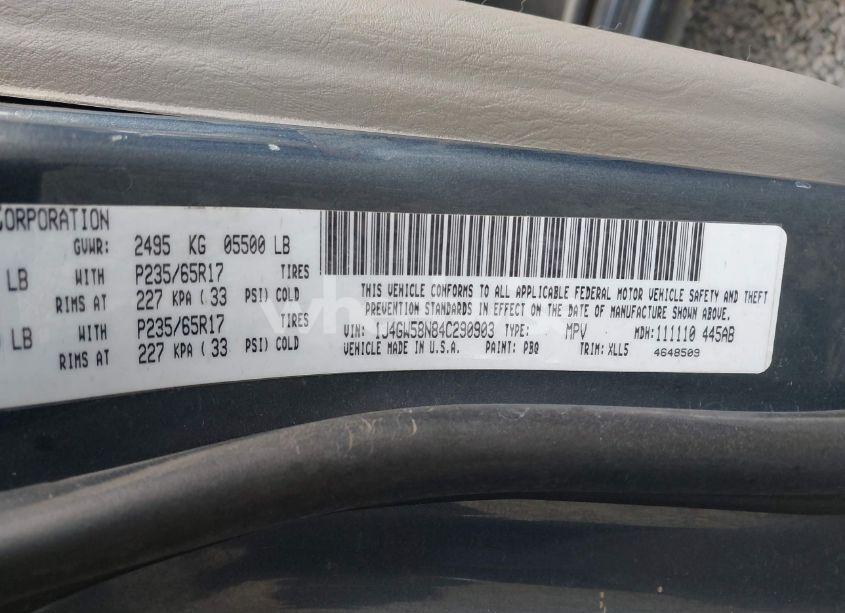 CORPORATION
GVWR: 2495 KG 05500 LB
LB WITH P235/65R17 TIRES
RIMS AT 227 KPA ( 33 PSI) COLD
LB WITH P235/65R17 TIRES
RIMS AT 227 KPA ( 33 PSI) COLD
THIS VEHICLE CONFORMS TO ALL APPLICABLE FEDERAL MOTOR VEHICLE SAFETY AND THEFT
PREVENTION STANDARDS IN EFFECT ON THE DATE OF MANUFACTURE SHOWN ABOVE.
VIN: 1J4GW58N84C290903 TYPE: MPV MDH: 111110 445AB
VEHICLE MADE IN U.S.A. PAINT: PBQ TRIM: XLL5 4648509